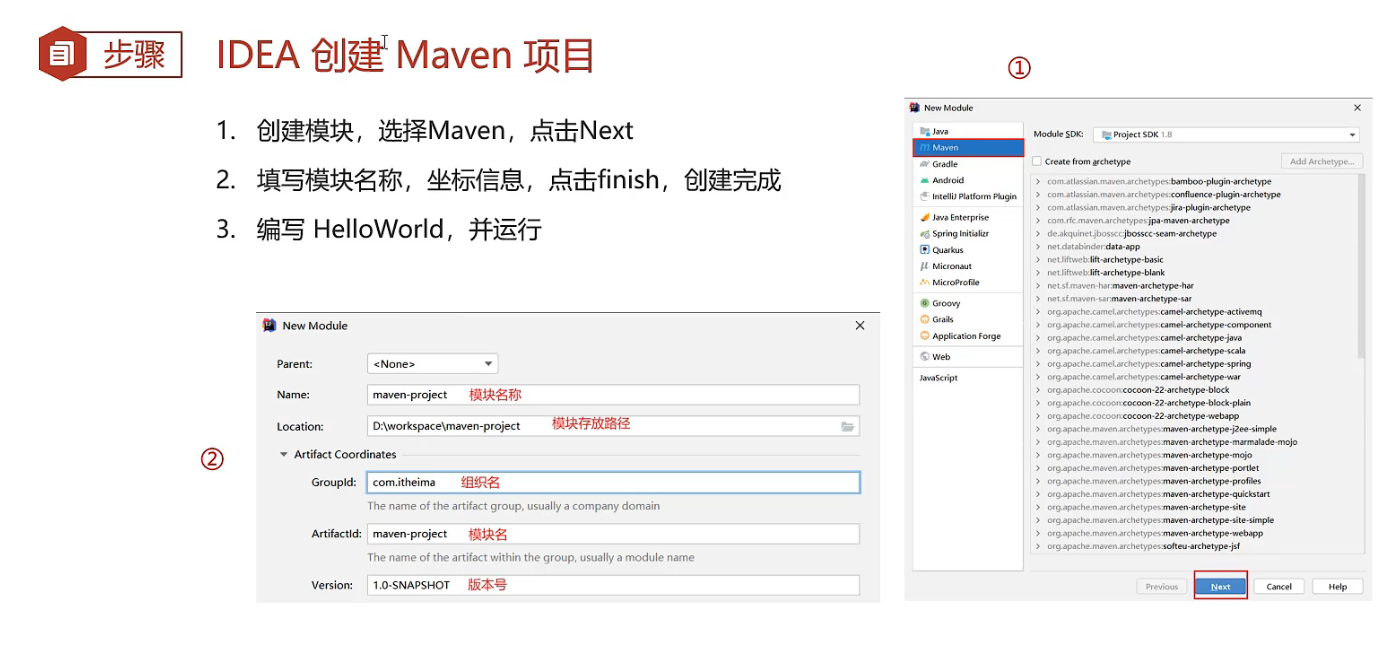 步骤
IDEA 创建 Maven 项目
1. 创建模块，选择Maven，点击Next
2. 填写模块名称，坐标信息，点击finish，创建完成
3. 编写 HelloWorld，并运行
①
New Module
Java
Maven
Gradle
Android
IntelliJ Platform Plugin
Java Enterprise
Spring Initializr
Quarkus
Micronaut
MicroProfile
Groovy
Grails
Application Forge
Web
JavaScript
Module SDK: Project SDK 1.8
Create from archetype
Add Archetype...
com.atlassian.maven.archetypes:bamboo-plugin-archetype
com.atlassian.maven.archetypes:confluence-plugin-archetype
com.atlassian.maven.archetypes:jira-plugin-archetype
com.rfc.maven.archetypes:jpa-maven-archetype
de.akquinet.jbosscc:jbosscc-seam-archetype
net.databinder:data-app
net.liftweb:lift-archetype-basic
net.liftweb:lift-archetype-blank
net.sf.maven-har:maven-archetype-har
net.sf.maven-sar:maven-archetype-sar
org.apache.camel.archetypes:camel-archetype-activemq
org.apache.camel.archetypes:camel-archetype-component
org.apache.camel.archetypes:camel-archetype-java
org.apache.camel.archetypes:camel-archetype-scala
org.apache.camel.archetypes:camel-archetype-spring
org.apache.camel.archetypes:camel-archetype-war
org.apache.cocoon:cocoon-22-archetype-block
org.apache.cocoon:cocoon-22-archetype-block-plain
org.apache.cocoon:cocoon-22-archetype-webapp
org.apache.maven.archetypes:maven-archetype-j2ee-simple
org.apache.maven.archetypes:maven-archetype-marmalade-mojo
org.apache.maven.archetypes:maven-archetype-mojo
org.apache.maven.archetypes:maven-archetype-portlet
org.apache.maven.archetypes:maven-archetype-profiles
org.apache.maven.archetypes:maven-archetype-quickstart
org.apache.maven.archetypes:maven-archetype-site
org.apache.maven.archetypes:maven-archetype-site-simple
org.apache.maven.archetypes:maven-archetype-webapp
org.apache.maven.archetypes:softeu-archetype-jsf
Previous
Next
Cancel
Help
②
New Module
Parent: <None>
Name: maven-project 模块名称
Location: D:\workspace\maven-project 模块存放路径
Artifact Coordinates
GroupId: com.itheima 组织名
The name of the artifact group, usually a company domain
ArtifactId: maven-project 模块名
The name of the artifact within the group, usually a module name
Version: 1.0-SNAPSHOT 版本号